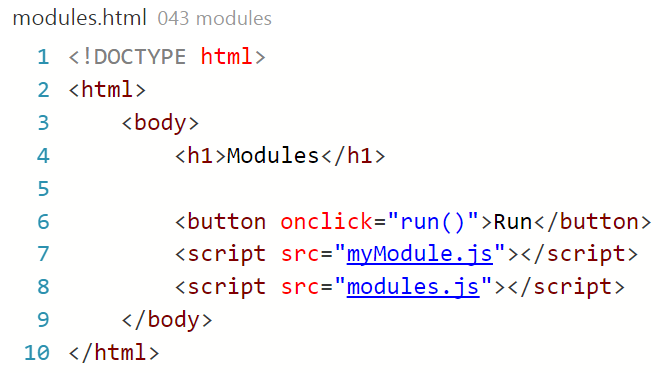 modules.html 043 modules
1 <!DOCTYPE html>
2 <html>
3     <body>
4         <h1>Modules</h1>
5
6         <button onclick="run()">Run</button>
7         <script src="myModule.js"></script>
8         <script src="modules.js"></script>
9     </body>
10 </html>